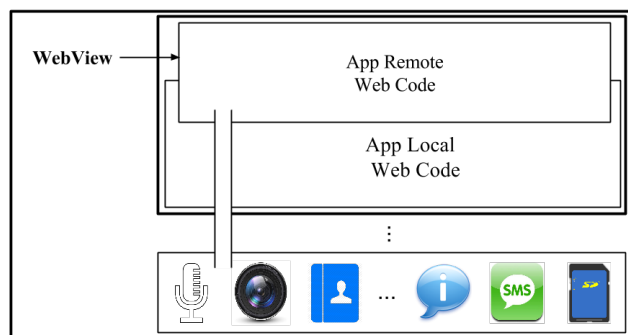 WebView
App Remote
Web Code
App Local
Web Code
⋮
...
i
SMS
SD